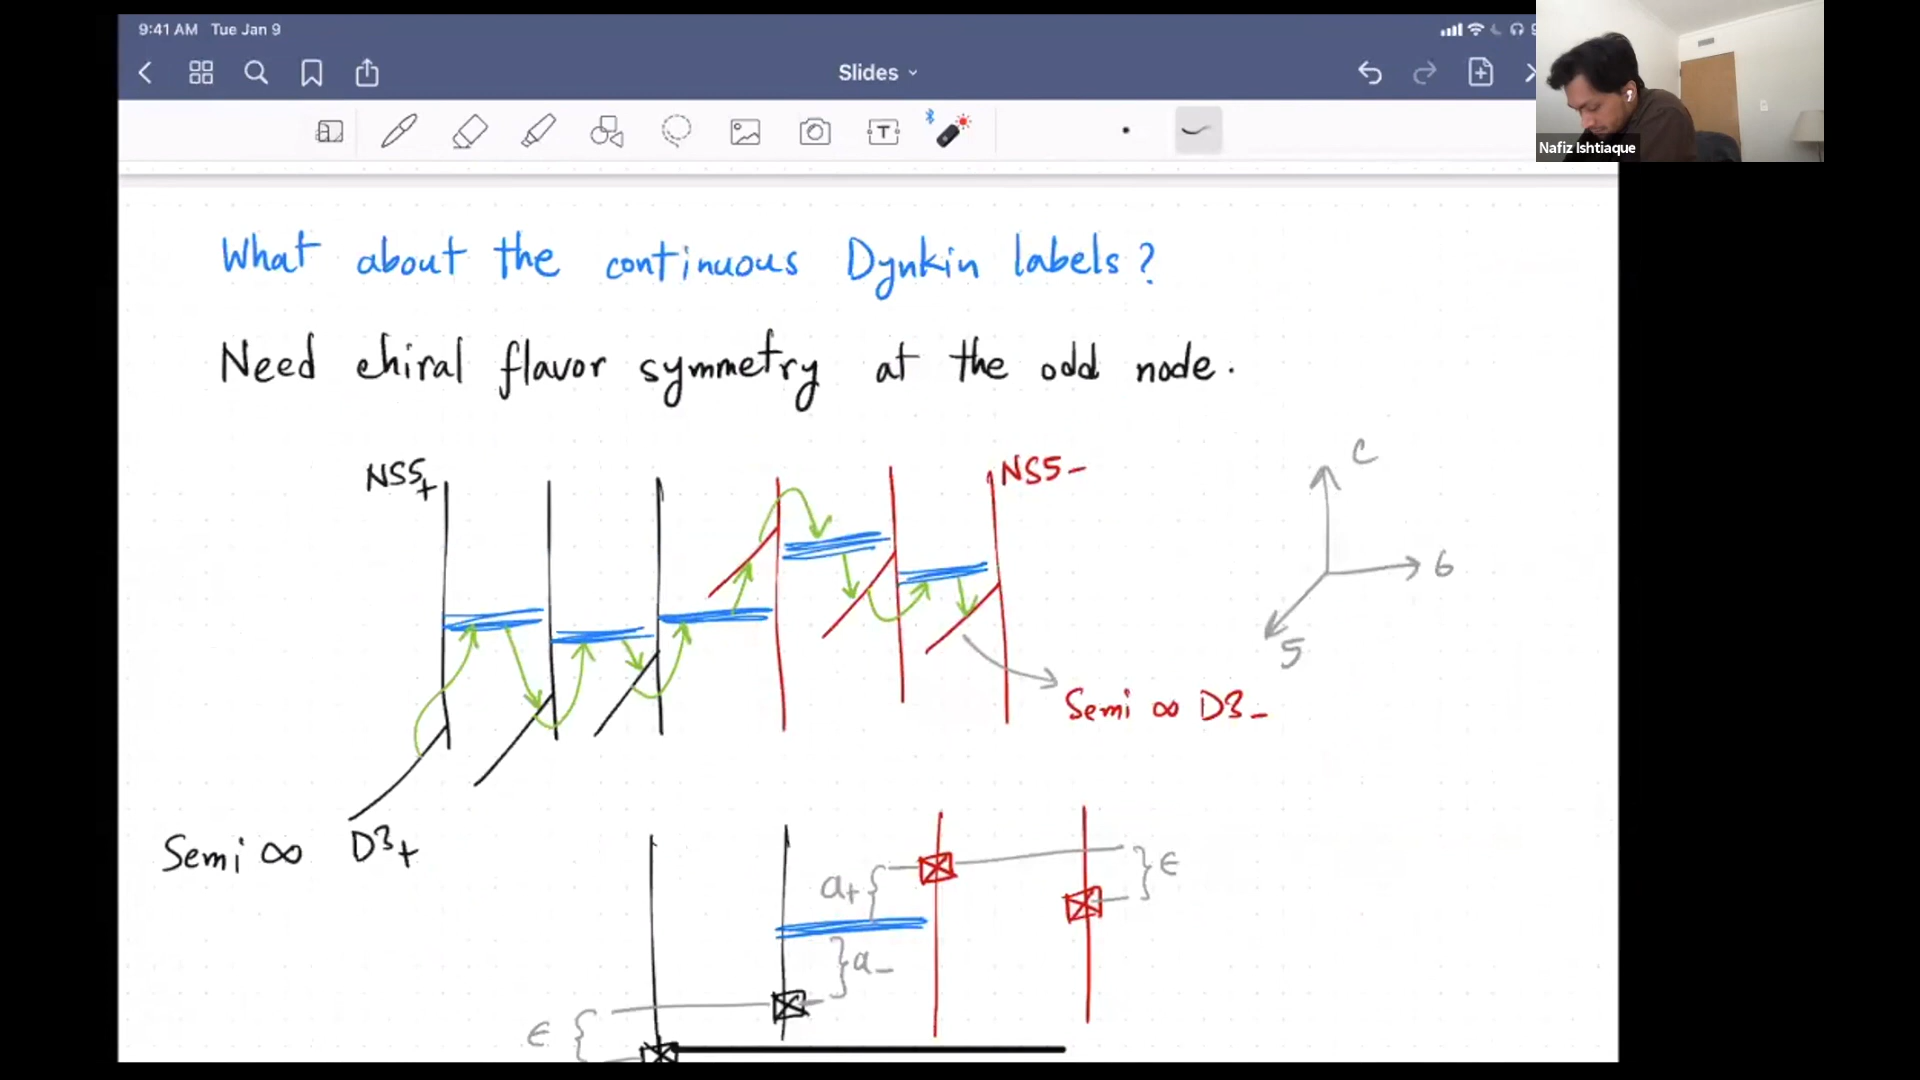 9:41 AM Tue Jan 9
Slides
T
Nafiz Ishtiaque
What about the continuous Dynkin labels?
Need chiral flavor symmetry at the odd node.
NS5+
NS5-
C
6
5
Semi ∞ D3-
Semi ∞ D3+
a+
ϵ
a-
ϵ